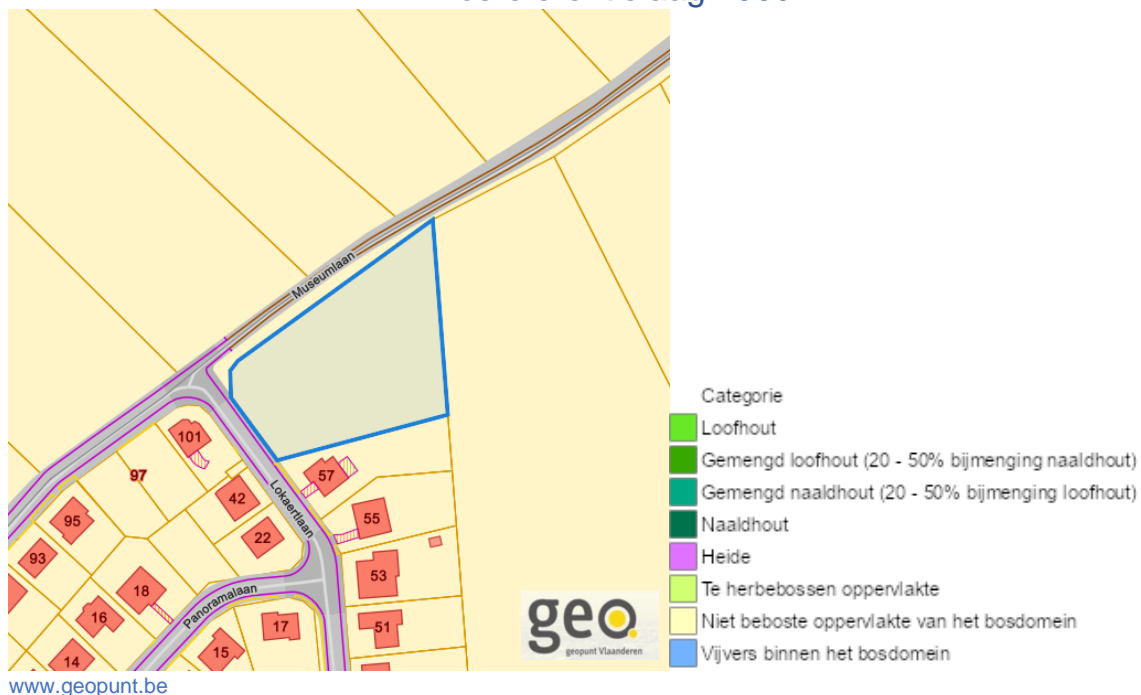 Museumlaan
101
97
57
42
Lokaertlaan
95
55
22
93
53
18
Panoramalaan
16
17
51
15
14
geo
geopunt Vlaanderen
Categorie
Loofhout
Gemengd loofhout (20 - 50% bijmenging naaldhout)
Gemengd naaldhout (20 - 50% bijmenging loofhout)
Naaldhout
Heide
Te herbebossen oppervlakte
Niet beboste oppervlakte van het bosdomein
Vijvers binnen het bosdomein
www.geopunt.be